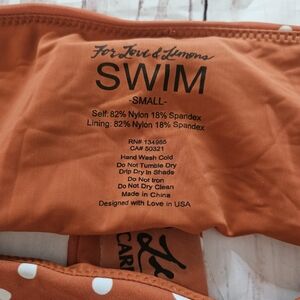 For Love & Lemons
SWIM
-SMALL-
Self: 82% Nylon 18% Spandex
Lining: 82% Nylon 18% Spandex
RN# 134985
CA# 50321
Hand Wash Cold
Do Not Tumble Dry
Drip Dry In Shade
Do Not Iron
Do Not Dry Clean
Made in China
Designed with Love in USA